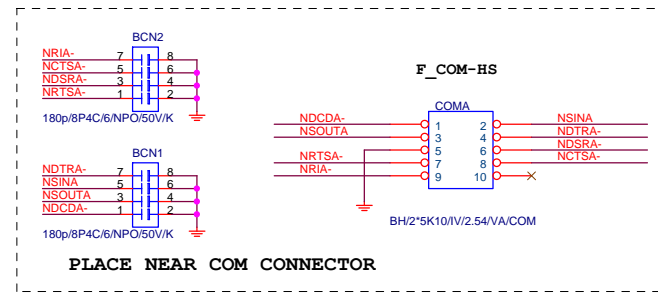 BCN2
NRIA- 7 8
NCTSA- 5 6
NDSRA- 3 4
NRTSA- 1 2
180p/8P4C/6/NPO/50V/K
F_COM-HS
COMA
NDCDA- 1 2 NSINA
NSOUTA 3 4 NDTRA-
5 6 NDSRA-
NRTSA- 7 8 NCTSA-
NRIA- 9 10
BH/2*5K10/IV/2.54/VA/COM
BCN1
NDTRA- 7 8
NSINA 5 6
NSOUTA 3 4
NDCDA- 1 2
180p/8P4C/6/NPO/50V/K
PLACE NEAR COM CONNECTOR